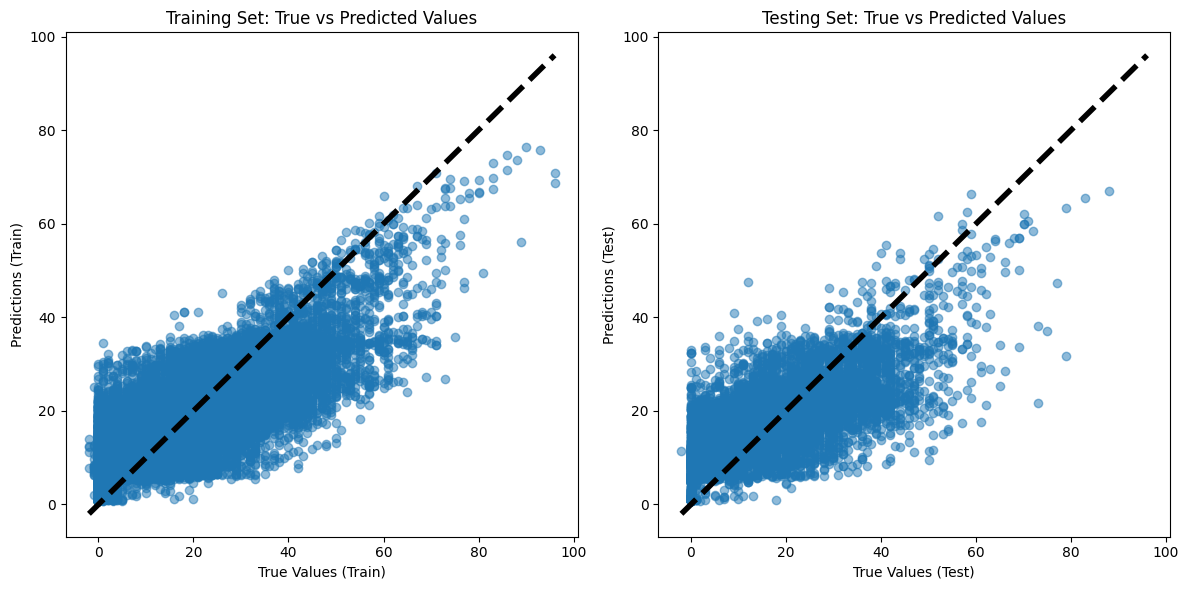 Training Set: True vs Predicted Values
100
80
60
40
20
0
Predictions (Train)
0 20 40 60 80 100
True Values (Train)
Testing Set: True vs Predicted Values
100
80
60
40
20
0
Predictions (Test)
0 20 40 60 80 100
True Values (Test)